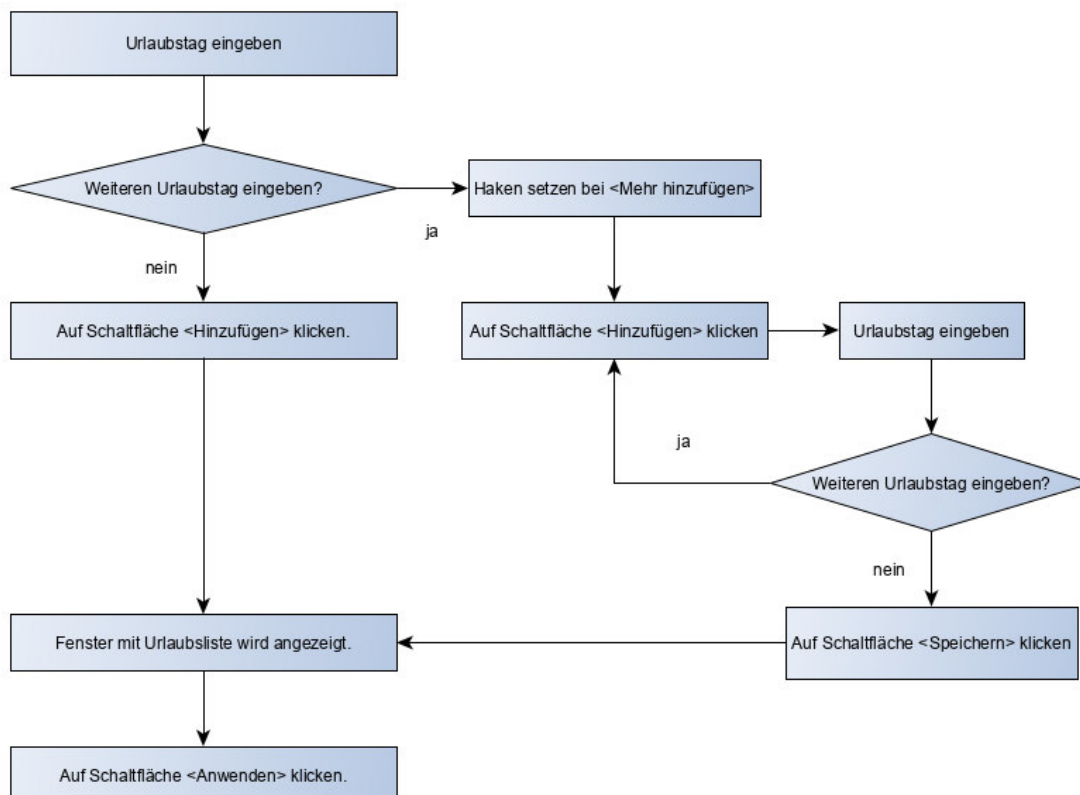 Urlaubstag eingeben
Weiteren Urlaubstag eingeben?
Haken setzen bei <Mehr hinzufügen>
ja
nein
Auf Schaltfläche <Hinzufügen> klicken.
Auf Schaltfläche <Hinzufügen> klicken
Urlaubstag eingeben
ja
Weiteren Urlaubstag eingeben?
nein
Fenster mit Urlaubsliste wird angezeigt.
Auf Schaltfläche <Speichern> klicken
Auf Schaltfläche <Anwenden> klicken.